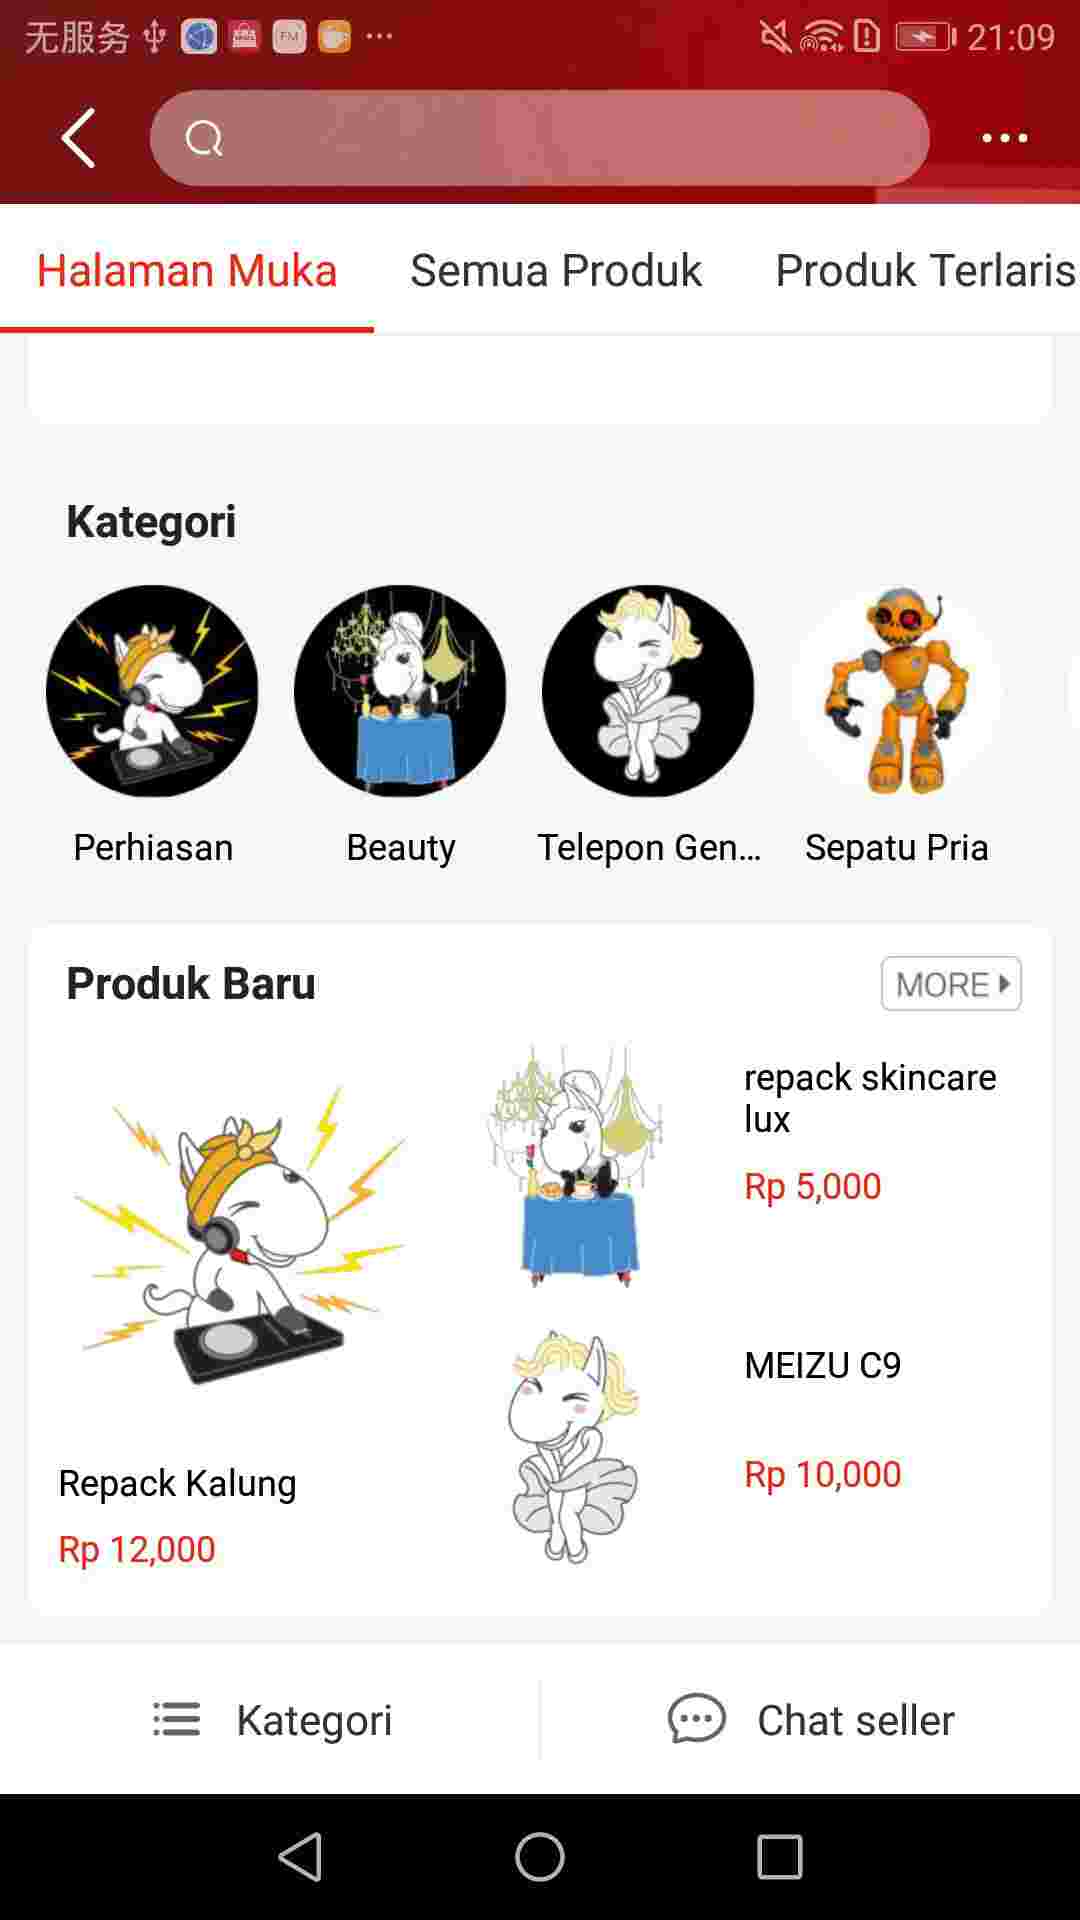 无服务 FM 21:09
Halaman Muka Semua Produk Produk Terlaris
Kategori
Perhiasan Beauty Telepon Gen... Sepatu Pria
Produk Baru MORE
repack skincare
lux
Rp 5,000
MEIZU C9
Rp 10,000
Repack Kalung
Rp 12,000
Kategori Chat seller